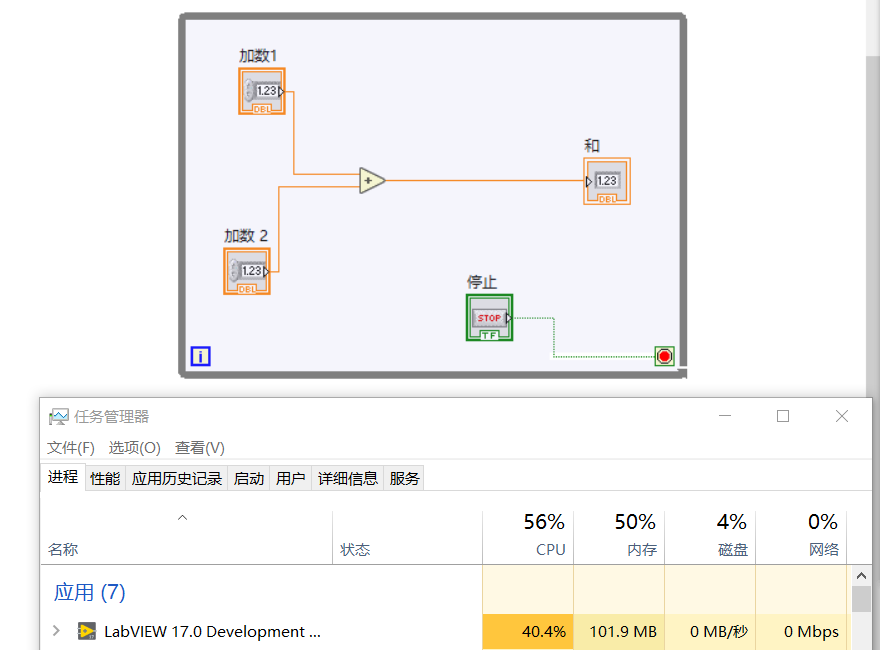 加数1
1.23
DBL
+
和
1.23
DBL
加数 2
1.23
DBL
停止
STOP
TF
i
任务管理器
文件(F) 选项(O) 查看(V)
进程 性能 应用历史记录 启动 用户 详细信息 服务
56% 50% 4% 0%
名称 状态 CPU 内存 磁盘 网络
应用 (7)
LabVIEW 17.0 Development ... 40.4% 101.9 MB 0 MB/秒 0 Mbps